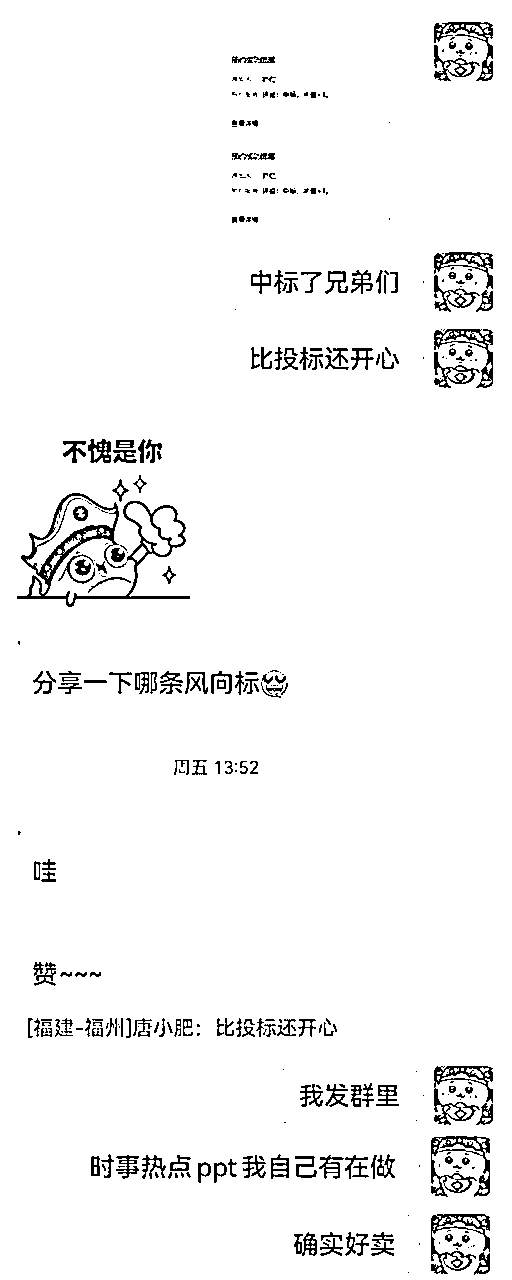 中标了兄弟们
比投标还开心
不愧是你
分享一下哪条风向标
周五 13:52
哇
赞~~~
[福建-福州]唐小肥：比投标还开心
我发群里
时事热点ppt我自己有在做
确实好卖